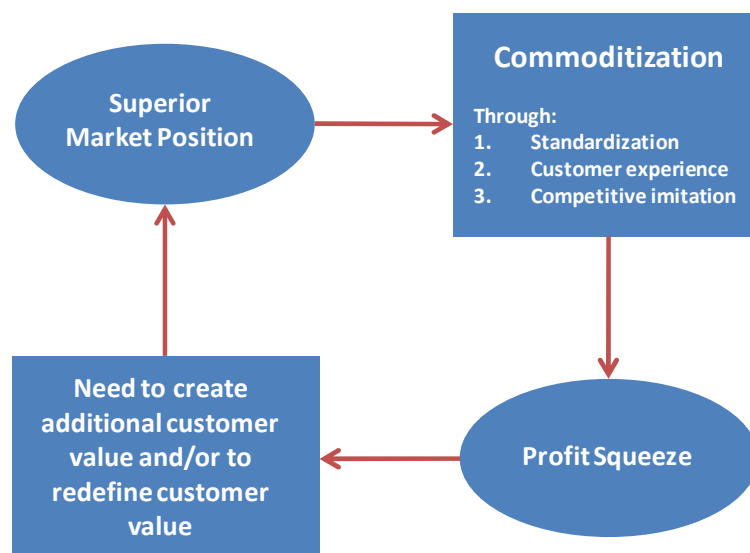 Superior
Market Position
Commoditization
Through:
1. Standardization
2. Customer experience
3. Competitive imitation
Need to create
additional customer
value and/or to
redefine customer
value
Profit Squeeze